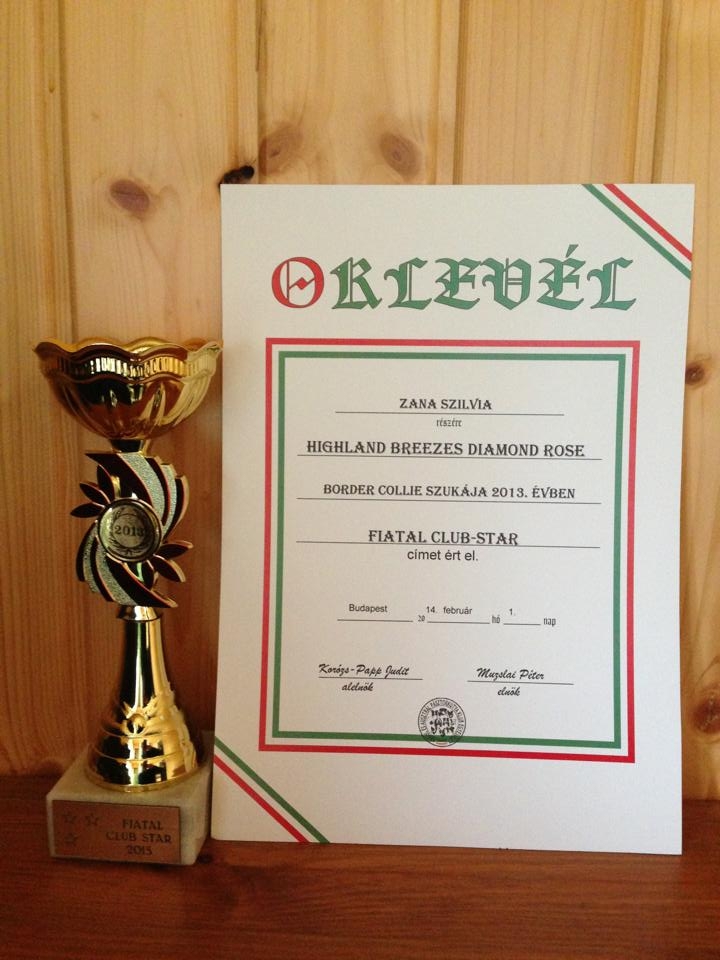 OKLEVÉL
ZANA SZILVIA
részére
HIGHLAND BREEZES DIAMOND ROSE
BORDER COLLIE SZUKÁJA 2013. ÉVBEN
FIATAL CLUB-STAR
címet ért el.
Budapest 20 14. február hó 1. nap
Korózs-Papp Judit Muzslai Péter
alelnök elnök
2013
FIATAL
CLUB STAR
2013